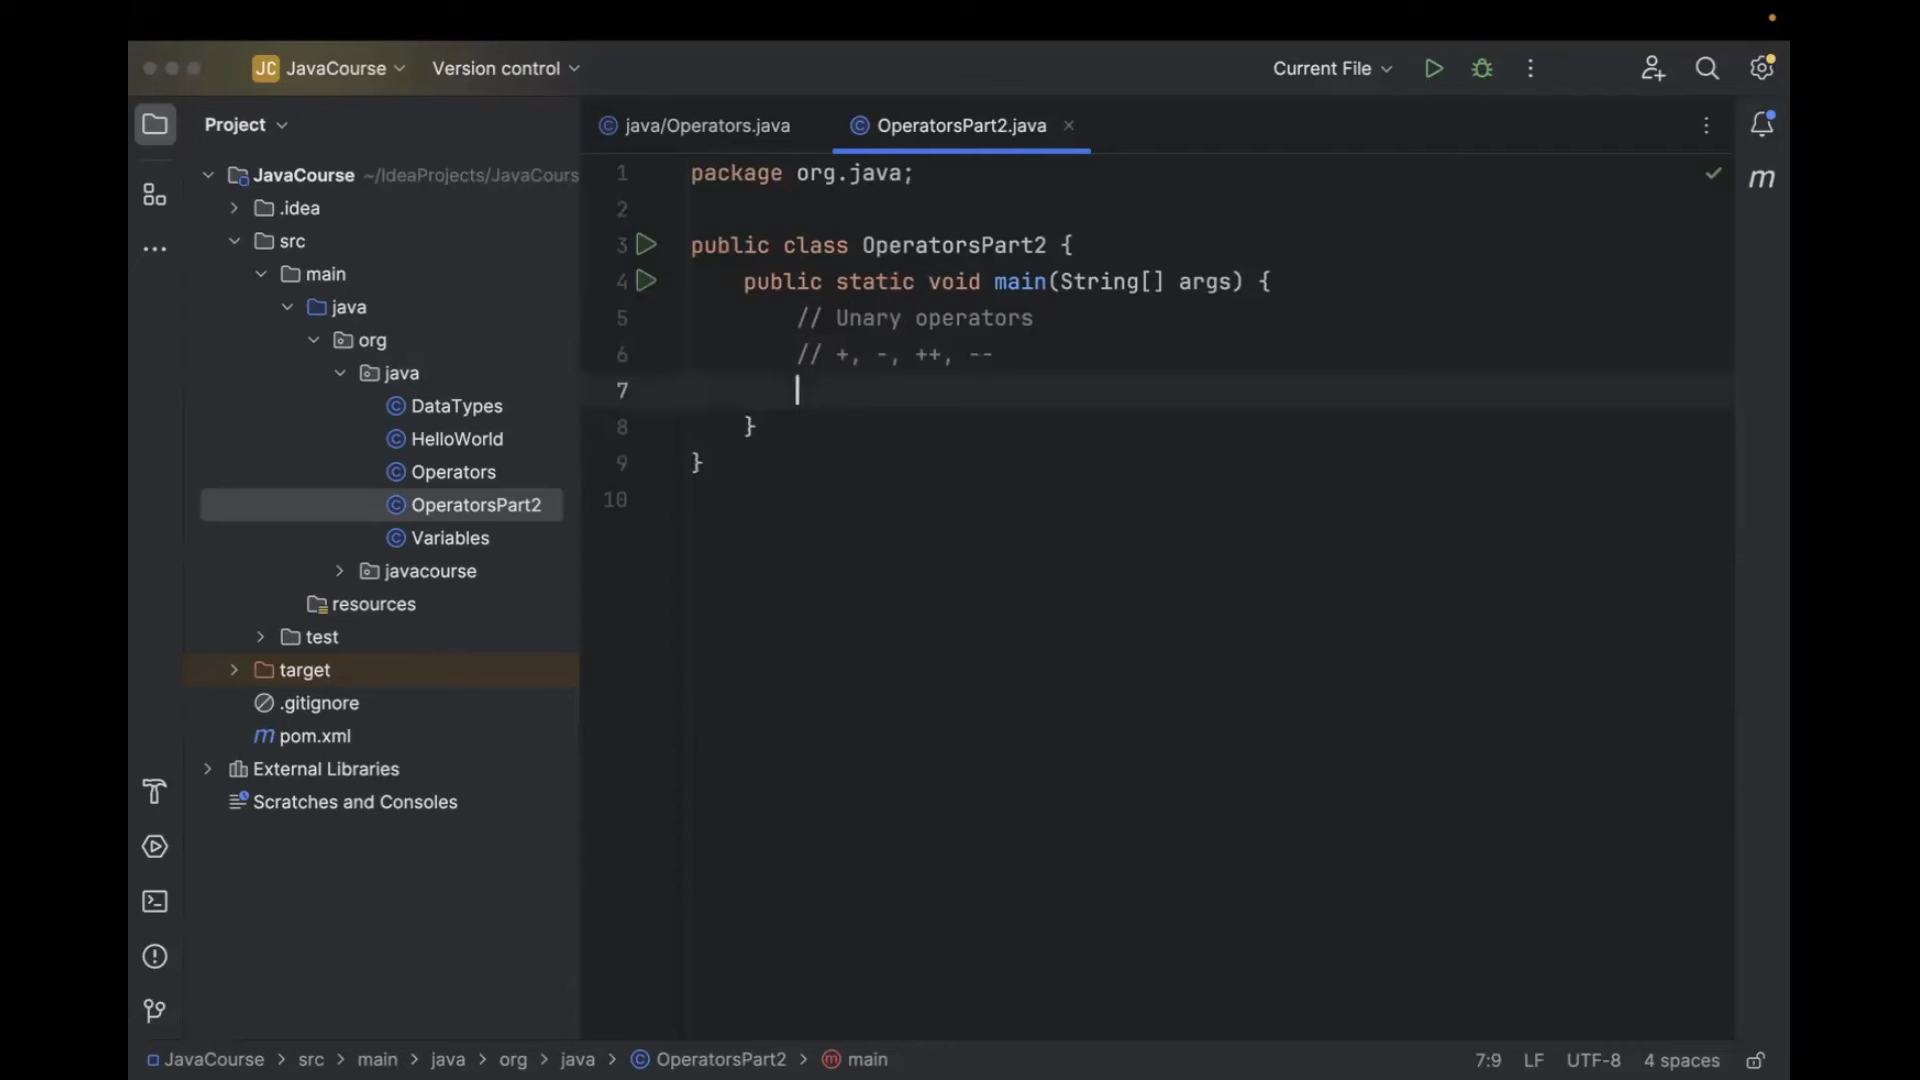 JC JavaCourse Version control Current File
Project
java/Operators.java OperatorsPart2.java
JavaCourse ~/IdeaProjects/JavaCours
.idea
src
main
java
org
java
DataTypes
HelloWorld
Operators
OperatorsPart2
Variables
javacourse
resources
test
target
.gitignore
m pom.xml
External Libraries
Scratches and Consoles
1 package org.java;
2
3 public class OperatorsPart2 {
4 public static void main(String[] args) {
5 // Unary operators
6 // +, -, ++, --
7
8 }
9 }
10
m
JavaCourse > src > main > java > org > java > OperatorsPart2 > main 7:9 LF UTF-8 4 spaces